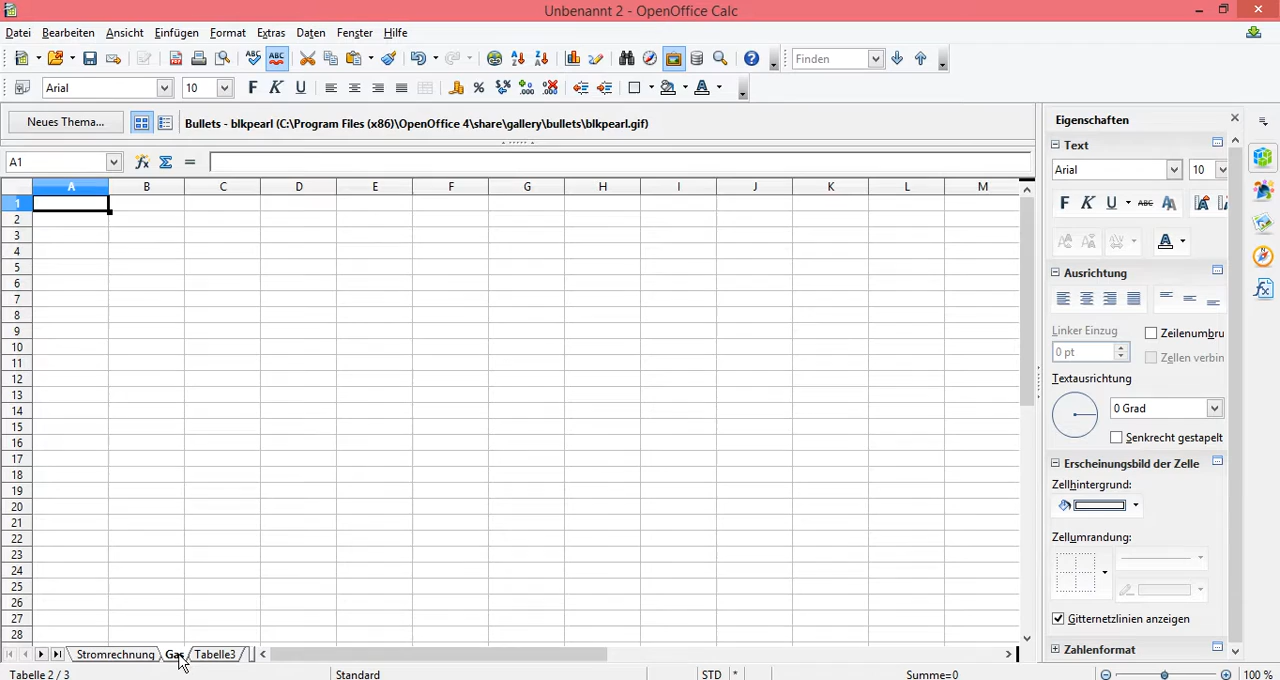 Unbenannt 2 - OpenOffice Calc
Datei Bearbeiten Ansicht Einfügen Format Extras Daten Fenster Hilfe
Finden
Arial 10
Neues Thema... Bullets - blkpearl (C:\Program Files (x86)\OpenOffice 4\share\gallery\bullets\blkpearl.gif)
A1
A B C D E F G H I J K L M
1
2
3
4
5
6
7
8
9
10
11
12
13
14
15
16
17
18
19
20
21
22
23
24
25
26
27
28
Stromrechnung Gas Tabelle3
Tabelle 2 / 3 Standard STD * Summe=0 100 %
Eigenschaften
Text
Arial 10
Ausrichtung
Linker Einzug
Zeilenumbru
0 pt
Zellen verbin
Textausrichtung
0 Grad
Senkrecht gestapelt
Erscheinungsbild der Zelle
Zellhintergrund:
Zellumrandung:
Gitternetzlinien anzeigen
Zahlenformat